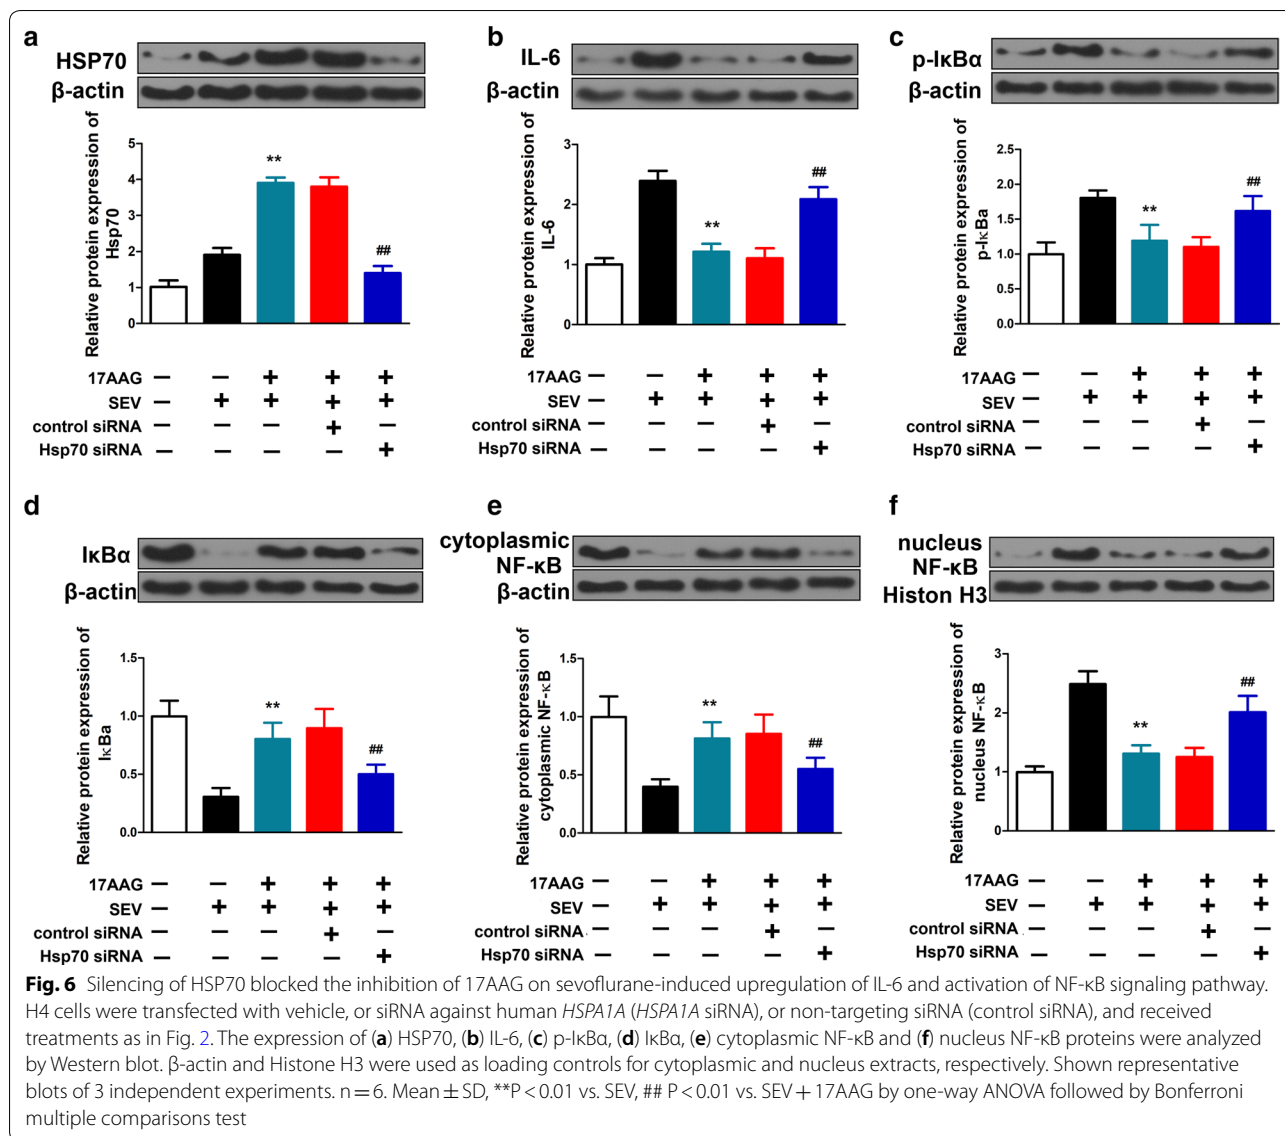 a
HSP70
β-actin
Relative protein expression of
Hsp70
5
4
3
2
1
0
**
##
17AAG — — + + +
SEV — + + + +
control siRNA — — — + —
Hsp70 siRNA — — — — +
b
IL-6
β-actin
Relative protein expression of
IL-6
3
2
1
0
**
##
17AAG — — + + +
SEV — + + + +
control siRNA — — — + —
Hsp70 siRNA — — — — +
c
p-IκBα
β-actin
Relative protein expression of
p-IκBa
2.5
2.0
1.5
1.0
0.5
0.0
**
##
17AAG — — + + +
SEV — + + + +
control siRNA — — — + —
Hsp70 siRNA — — — — +
d
IκBα
β-actin
Relative protein expression of
IκBa
1.5
1.0
0.5
0.0
**
##
17AAG — — + + +
SEV — + + + +
control siRNA — — — + —
Hsp70 siRNA — — — — +
e
cytoplasmic
NF-κB
β-actin
Relative protein expression of
cytoplasmic NF-κB
1.5
1.0
0.5
0.0
**
##
17AAG — — + + +
SEV — + + + +
control siRNA — — — + —
Hsp70 siRNA — — — — +
f
nucleus
NF-κB
Histon H3
Relative protein expression of
nucleus NF-κB
3
2
1
0
**
##
17AAG — — + + +
SEV — + + + +
control siRNA — — — + —
Hsp70 siRNA — — — — +
Fig. 6 Silencing of HSP70 blocked the inhibition of 17AAG on sevoflurane-induced upregulation of IL-6 and activation of NF-κB signaling pathway.
H4 cells were transfected with vehicle, or siRNA against human HSPA1A (HSPA1A siRNA), or non-targeting siRNA (control siRNA), and received
treatments as in Fig. 2. The expression of (a) HSP70, (b) IL-6, (c) p-IκBα, (d) IκBα, (e) cytoplasmic NF-κB and (f) nucleus NF-κB proteins were analyzed
by Western blot. β-actin and Histone H3 were used as loading controls for cytoplasmic and nucleus extracts, respectively. Shown representative
blots of 3 independent experiments. n = 6. Mean ± SD, **P < 0.01 vs. SEV, ## P < 0.01 vs. SEV + 17AAG by one-way ANOVA followed by Bonferroni
multiple comparisons test